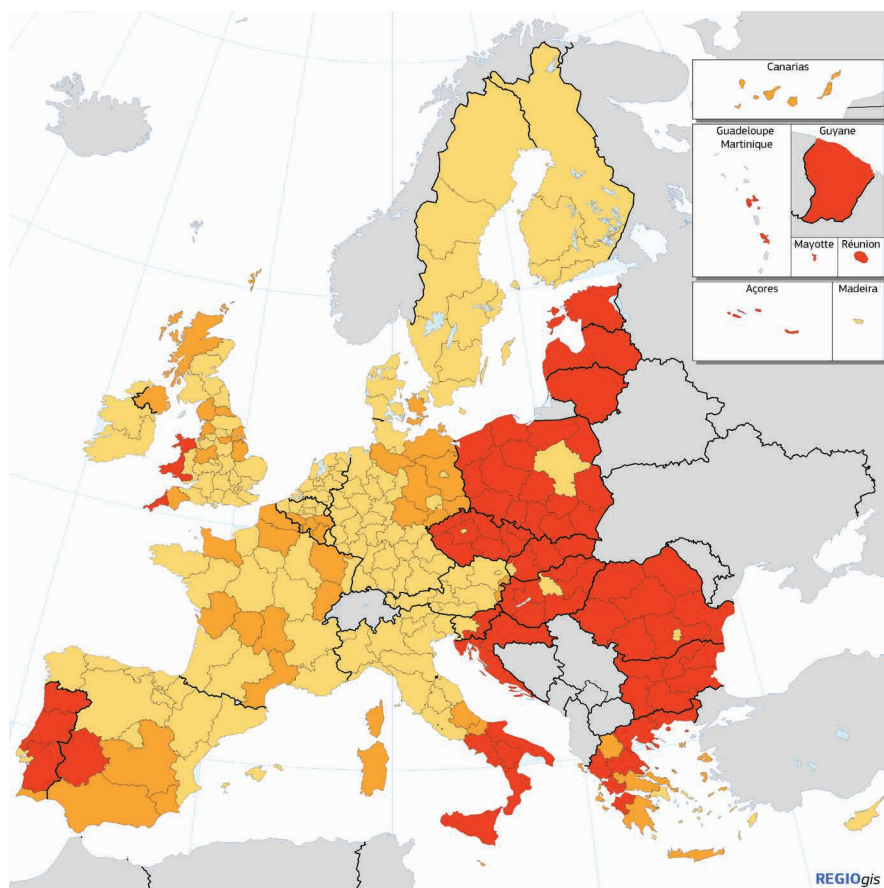 Canarias
Guadeloupe
Martinique
Guyane
Mayotte
Réunion
Açores
Madeira
REGIOgis